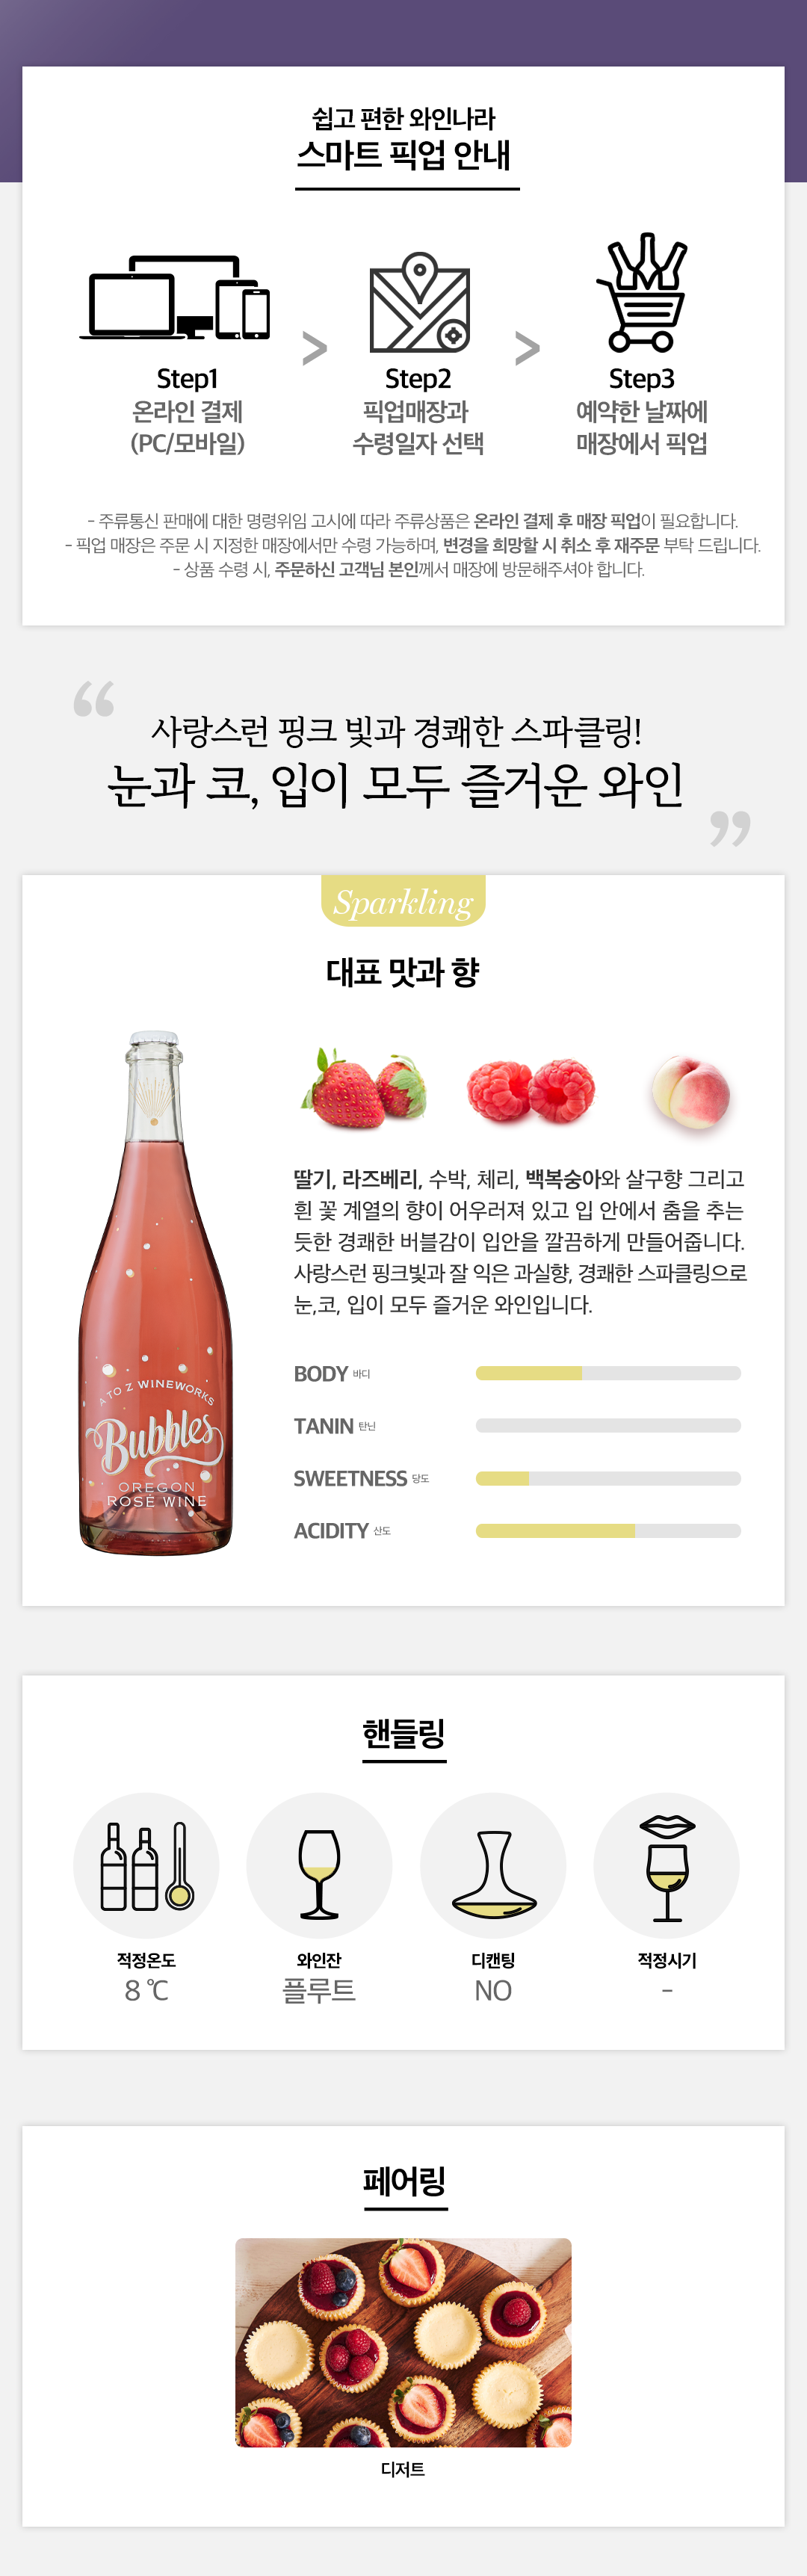 쉽고 편한 와인나라
스마트 픽업 안내
>
>
Step1
온라인 결제
(PC/모바일)
Step2
픽업매장과
수령일자 선택
Step3
예약한 날짜에
매장에서 픽업
- 주류통신 판매에 대한 명령위임 고시에 따라 주류상품은 온라인 결제 후 매장 픽업이 필요합니다.
- 픽업 매장은 주문 시 지정한 매장에서만 수령 가능하며, 변경을 희망할 시 취소 후 재주문 부탁 드립니다.
- 상품 수령 시, 주문하신 고객님 본인께서 매장에 방문해주셔야 합니다.
“
사랑스런 핑크 빛과 경쾌한 스파클링!
눈과 코, 입이 모두 즐거운 와인
”
Sparkling
대표 맛과 향
딸기, 라즈베리, 수박, 체리, 백복숭아와 살구향 그리고
흰 꽃 계열의 향이 어우러져 있고 입 안에서 춤을 추는
듯한 경쾌한 버블감이 입안을 깔끔하게 만들어줍니다.
사랑스런 핑크빛과 잘 익은 과실향, 경쾌한 스파클링으로
눈,코, 입이 모두 즐거운 와인입니다.
A TO Z WINEWORKS
Bubbles
OREGON
ROSÉ WINE
BODY 바디
TANIN 탄닌
SWEETNESS 당도
ACIDITY 산도
핸들링
적정온도
8 ℃
와인잔
플루트
디캔팅
NO
적정시기
-
페어링
디저트